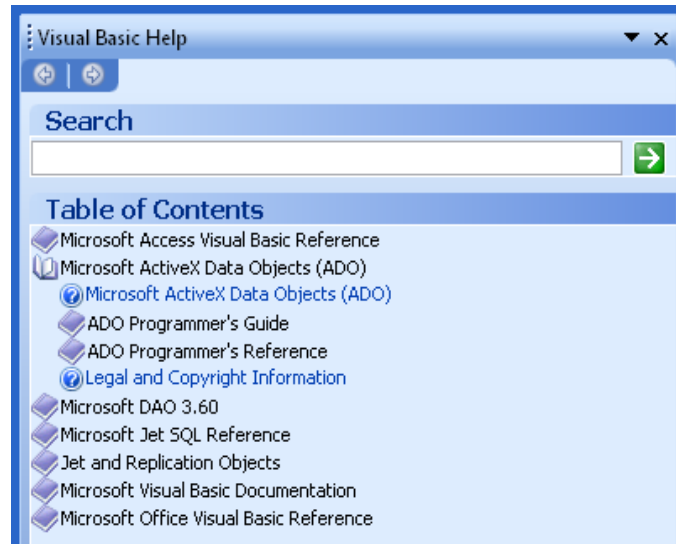 Visual Basic Help
Search
Table of Contents
Microsoft Access Visual Basic Reference
Microsoft ActiveX Data Objects (ADO)
Microsoft ActiveX Data Objects (ADO)
ADO Programmer's Guide
ADO Programmer's Reference
Legal and Copyright Information
Microsoft DAO 3.60
Microsoft Jet SQL Reference
Jet and Replication Objects
Microsoft Visual Basic Documentation
Microsoft Office Visual Basic Reference